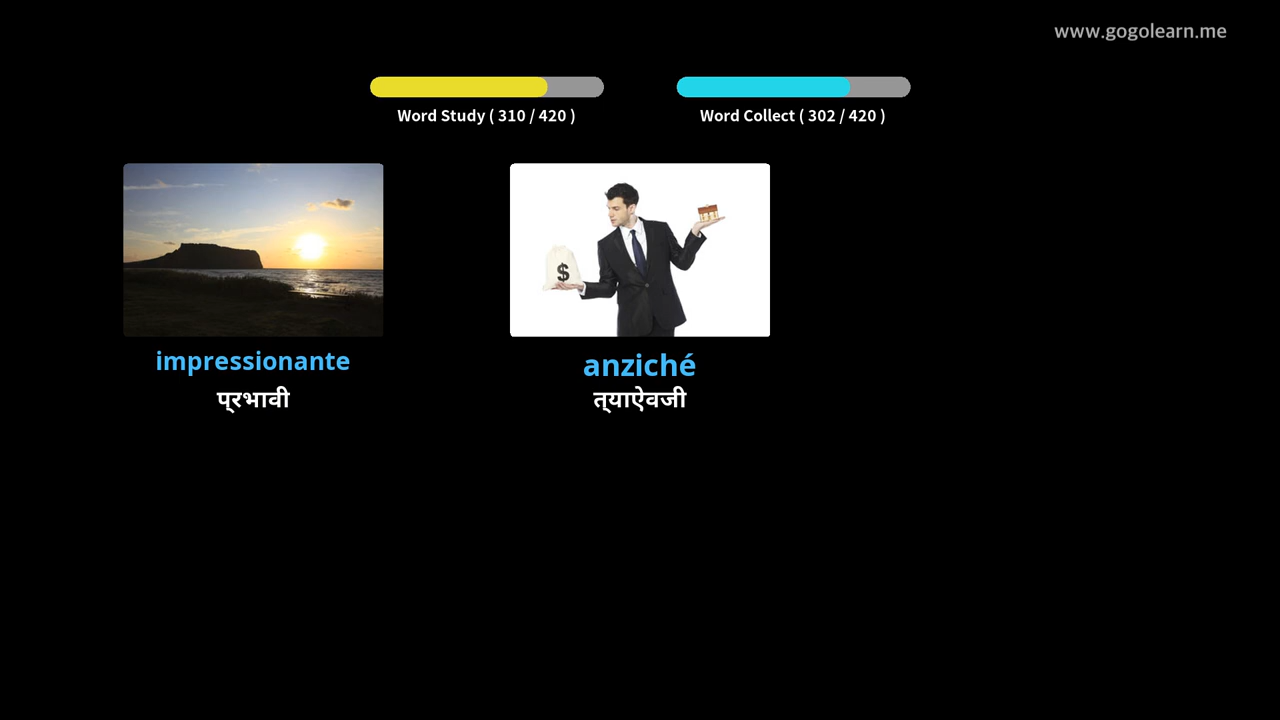 www.gogolearn.me
Word Study ( 310 / 420 )
Word Collect ( 302 / 420 )
$
impressionante
anziché
प्रभावी
त्याऐवजी